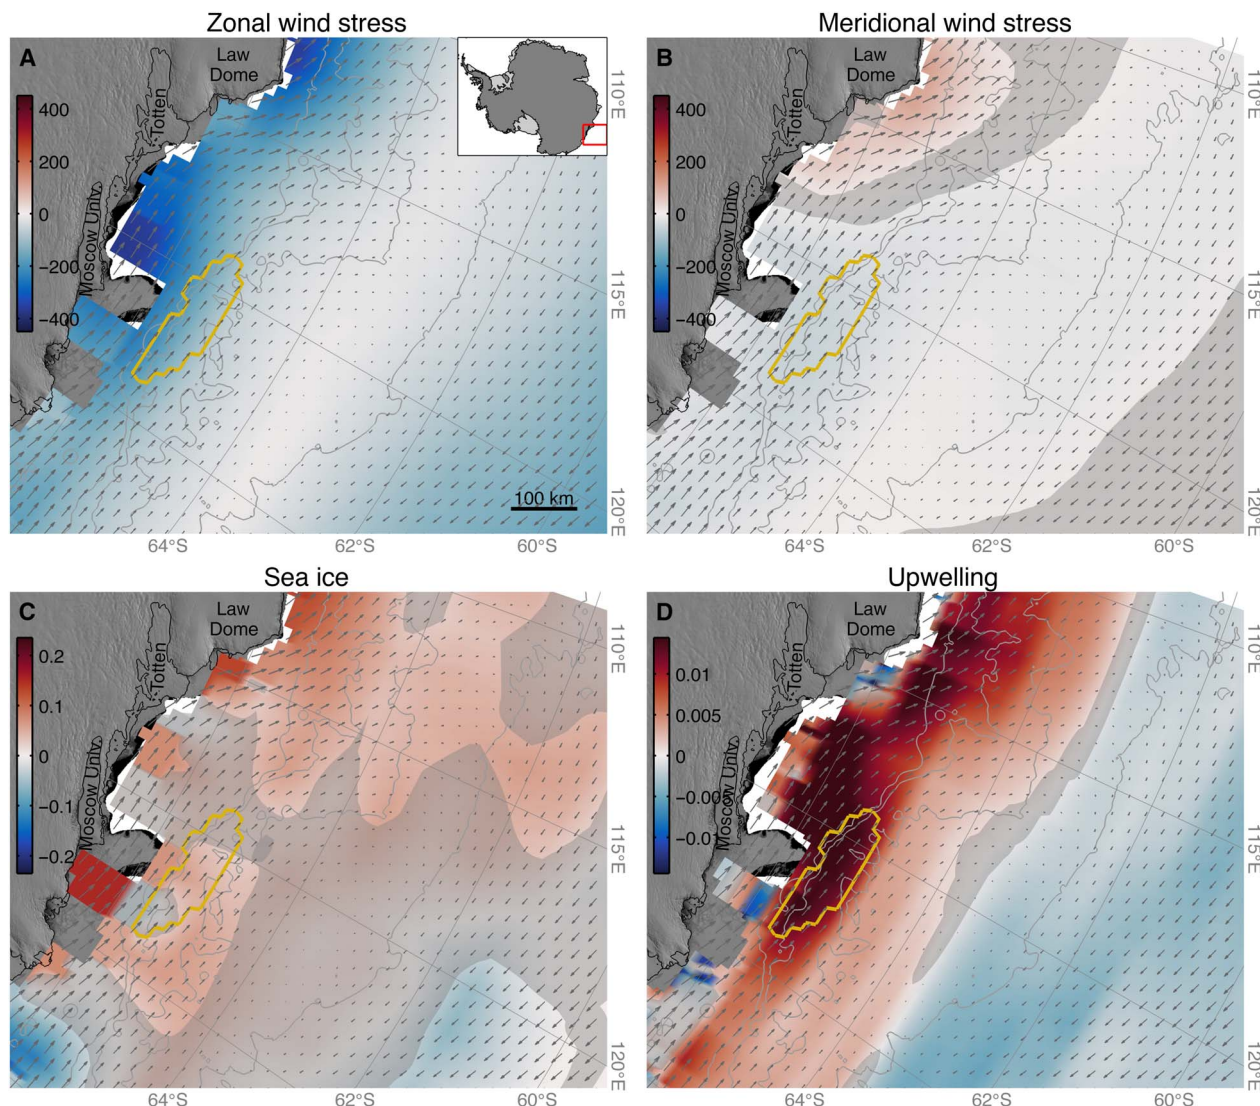 Zonal wind stress
A
Law
Dome
Totten
Moscow Univ.
400
200
0
−200
−400
100 km
110°E
115°E
120°E
64°S
62°S
60°S
Meridional wind stress
B
Law
Dome
Totten
Moscow Univ.
400
200
0
−200
−400
110°E
115°E
120°E
64°S
62°S
60°S
Sea ice
C
Law
Dome
Totten
Moscow Univ.
0.2
0.1
0
−0.1
−0.2
110°E
115°E
120°E
64°S
62°S
60°S
Upwelling
D
Law
Dome
Totten
Moscow Univ.
0.01
0.005
0
−0.005
−0.01
110°E
115°E
120°E
64°S
62°S
60°S